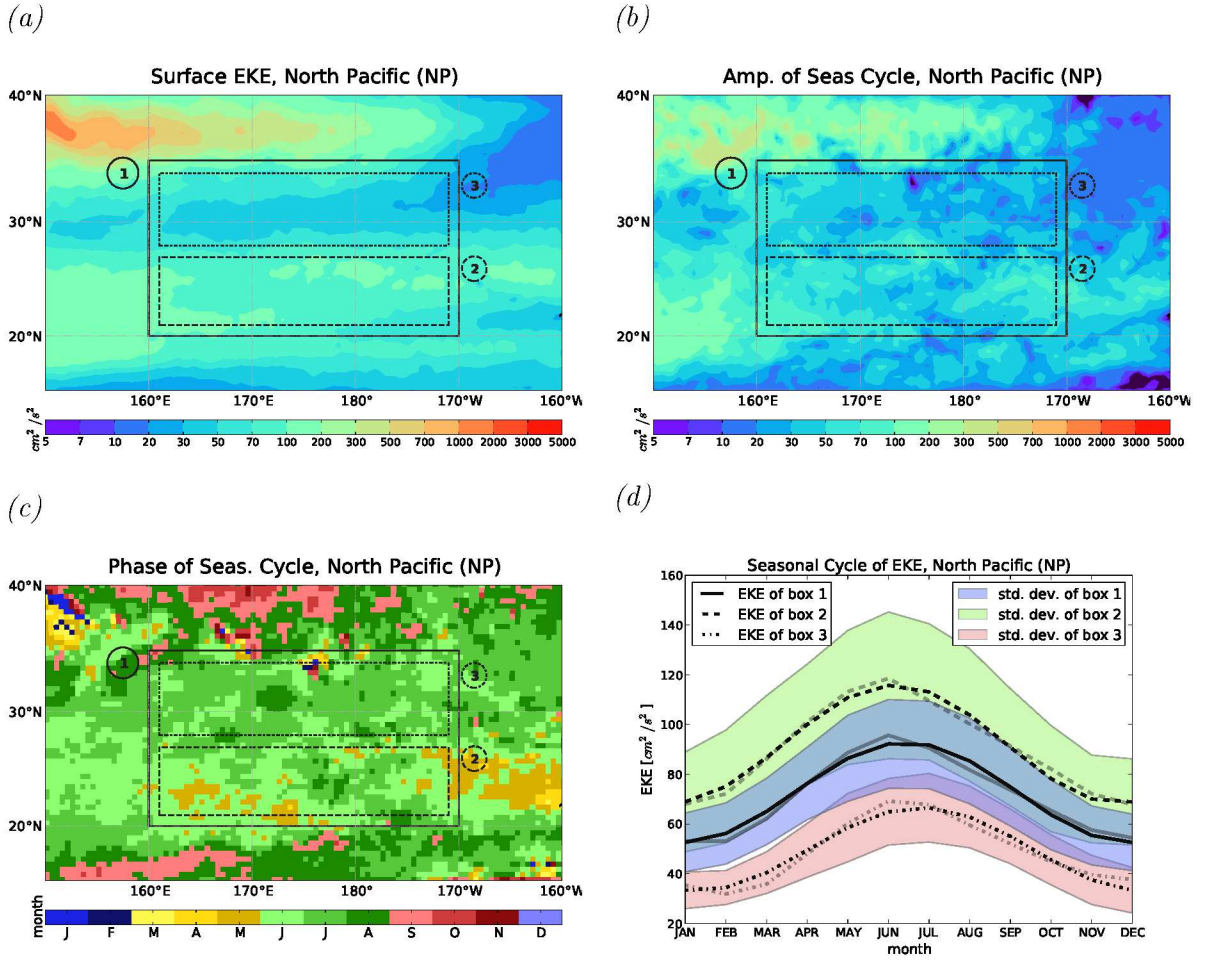 (a)
Surface EKE, North Pacific (NP)
40°N
30°N
20°N
1
3
2
160°E
170°E
180°
170°W
160°W
cm² /s²
5 7 10 20 30 50 70 100 200 300 500 700 1000 2000 3000 5000
(b)
Amp. of Seas Cycle, North Pacific (NP)
40°N
30°N
20°N
1
3
2
160°E
170°E
180°
170°W
160°W
cm² /s²
5 7 10 20 30 50 70 100 200 300 500 700 1000 2000 3000 5000
(c)
Phase of Seas. Cycle, North Pacific (NP)
40°N
30°N
20°N
1
3
2
160°E
170°E
180°
170°W
160°W
month
J F M A M J J A S O N D
(d)
Seasonal Cycle of EKE, North Pacific (NP)
EKE of box 1
EKE of box 2
EKE of box 3
std. dev. of box 1
std. dev. of box 2
std. dev. of box 3
EKE [cm² /s² ]
160
140
120
100
80
60
40
20
JAN FEB MAR APR MAY JUN JUL AUG SEP OCT NOV DEC
month